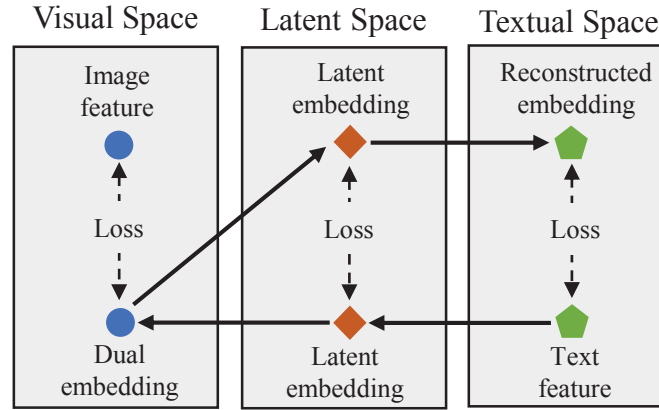 Visual Space
Latent Space
Textual Space
Image
feature
Latent
embedding
Reconstructed
embedding
Loss
Loss
Loss
Dual
embedding
Latent
embedding
Text
feature